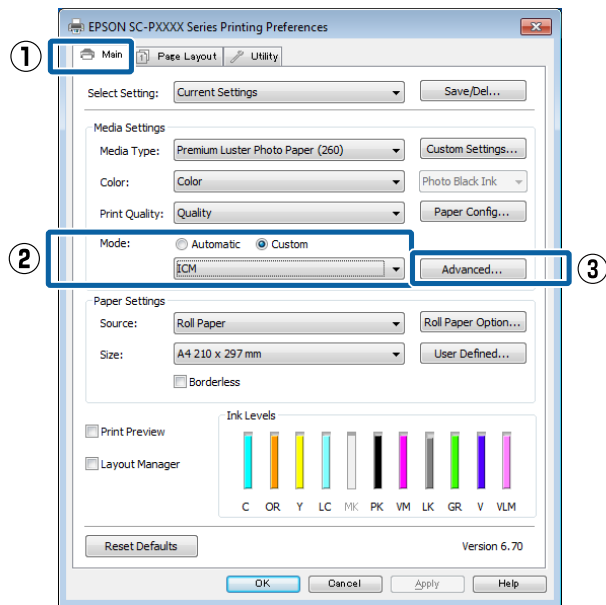 EPSON SC-PXXXX Series Printing Preferences
① Main Page Layout Utility
Select Setting: Current Settings Save/Del...
Media Settings
Media Type: Premium Luster Photo Paper (260) Custom Settings...
Color: Color Photo Black Ink
Print Quality: Quality Paper Config...
Mode: Automatic Custom
② ICM Advanced... ③
Paper Settings
Source: Roll Paper Roll Paper Option...
Size: A4 210 x 297 mm User Defined...
Borderless
Ink Levels
Print Preview
Layout Manager
C OR Y LC MK PK VM LK GR V VLM
Reset Defaults Version 6.70
OK Cancel Apply Help